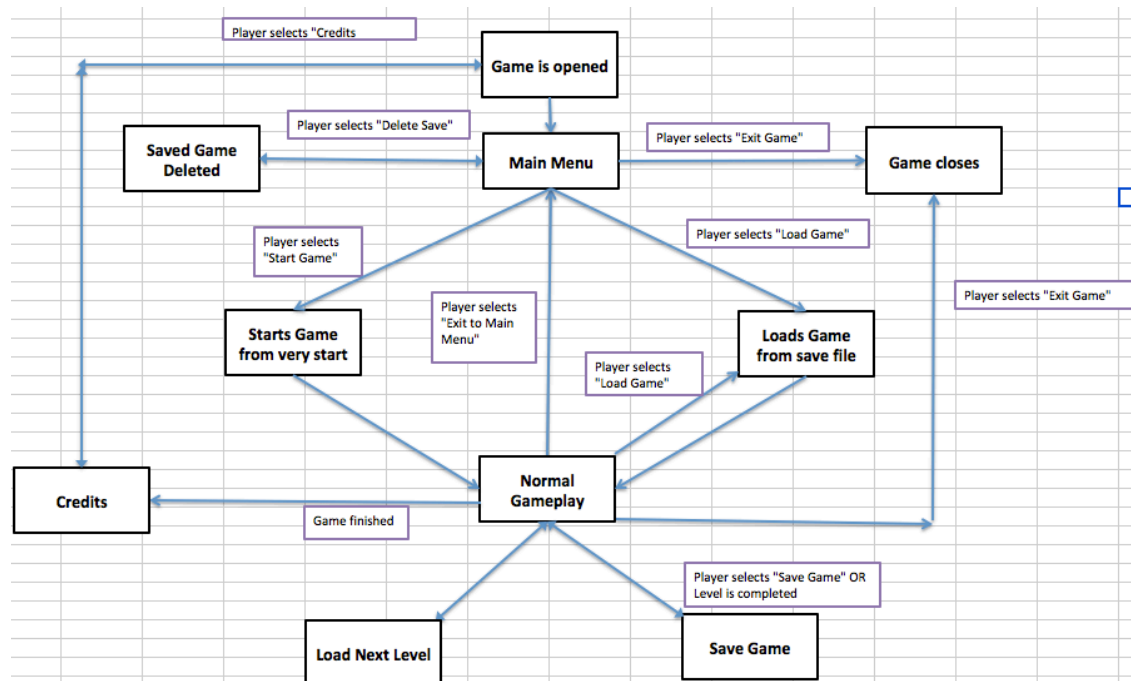 Player selects "Credits
Game is opened
Player selects "Delete Save"
Player selects "Exit Game"
Saved Game
Deleted
Main Menu
Game closes
Player selects
"Start Game"
Player selects "Load Game"
Player selects
"Exit to Main
Menu"
Player selects "Exit Game"
Starts Game
from very start
Loads Game
from save file
Player selects
"Load Game"
Normal
Gameplay
Credits
Game finished
Player selects "Save Game" OR
Level is completed
Load Next Level
Save Game